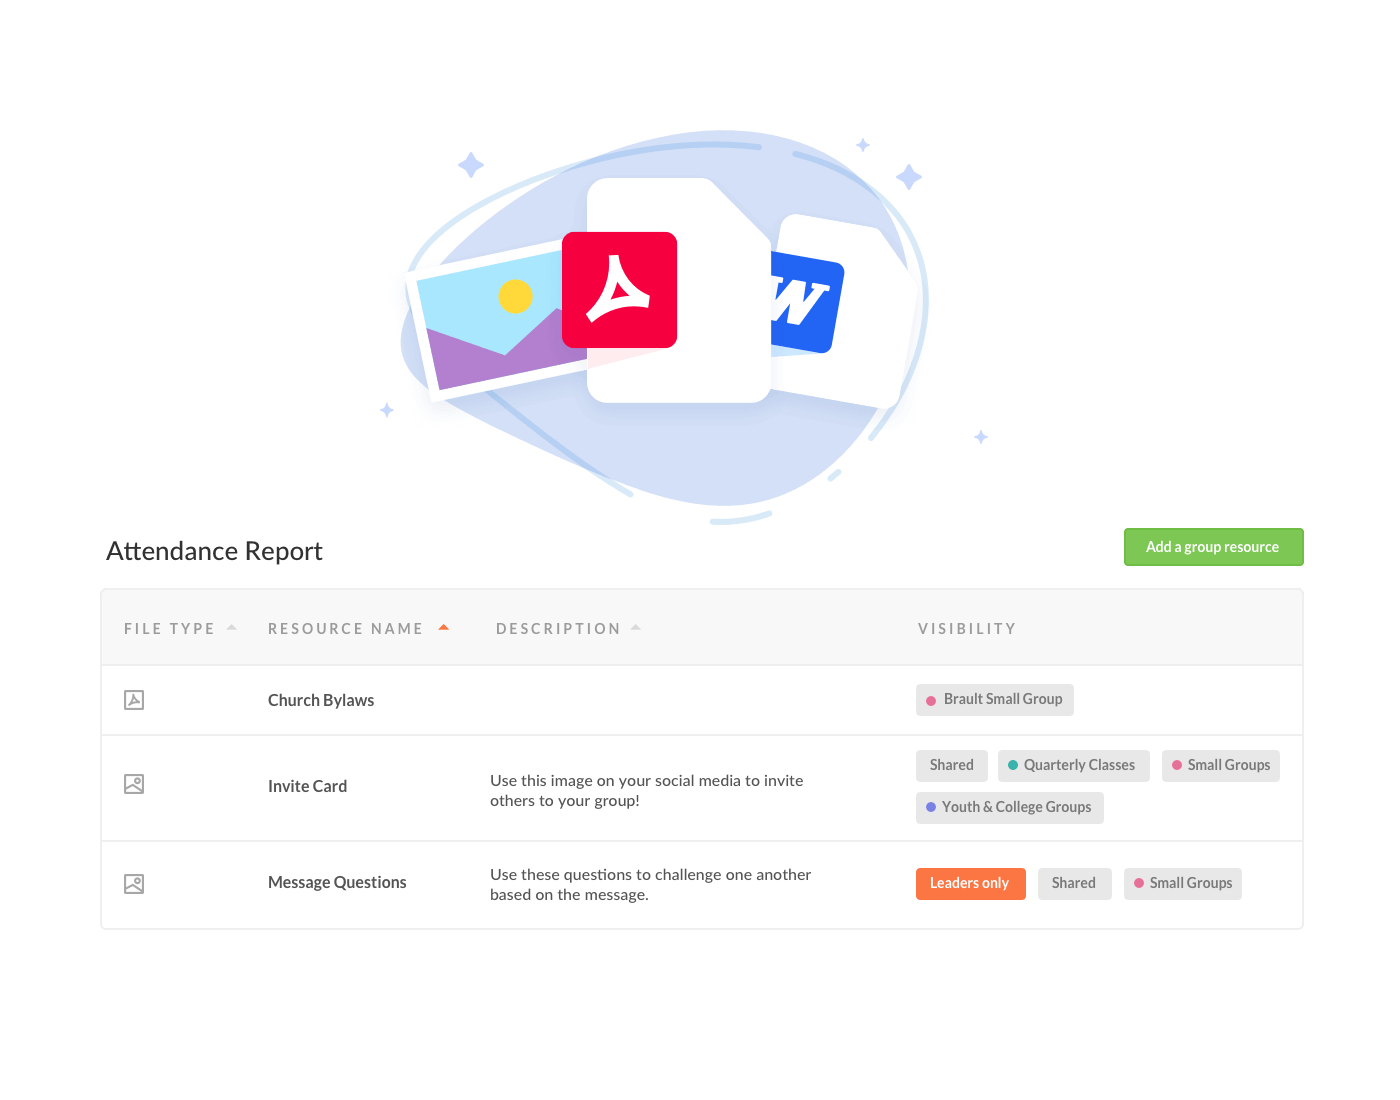 W
Attendance Report
Add a group resource
FILE TYPE RESOURCE NAME DESCRIPTION VISIBILITY
Church Bylaws
Brault Small Group
Invite Card
Use this image on your social media to invite
others to your group!
Shared Quarterly Classes Small Groups
Youth & College Groups
Message Questions
Use these questions to challenge one another
based on the message.
Leaders only Shared Small Groups